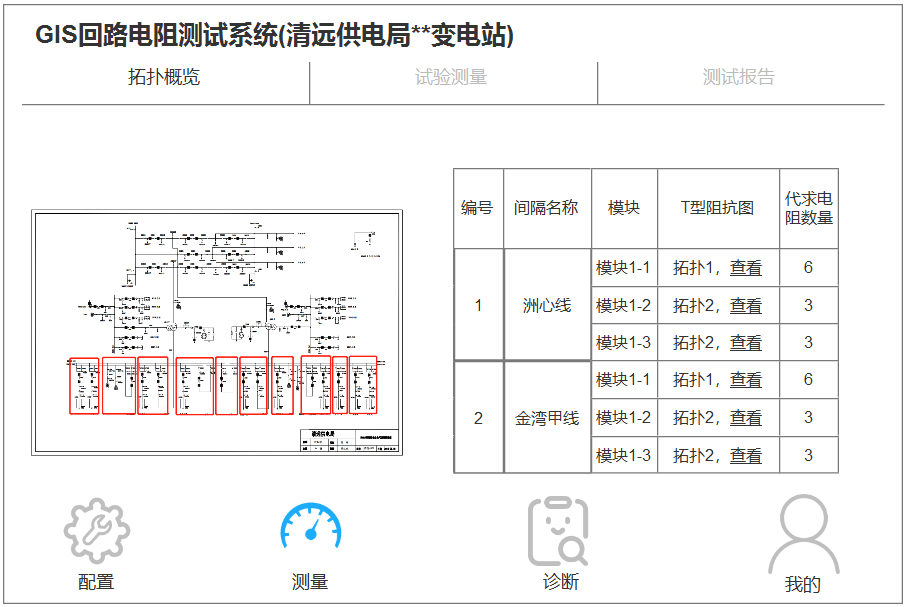 GIS回路电阻测试系统(清远供电局**变电站)
拓扑概览 试验测量 测试报告
编号 间隔名称 模块 T型阻抗图 代求电
阻数量
1 洲心线 模块1-1 拓扑1，查看 6
模块1-2 拓扑2，查看 3
模块1-3 拓扑2，查看 3
2 金湾甲线 模块1-1 拓扑1，查看 6
模块1-2 拓扑2，查看 3
模块1-3 拓扑2，查看 3
清远供电局
配置 测量 诊断 我的